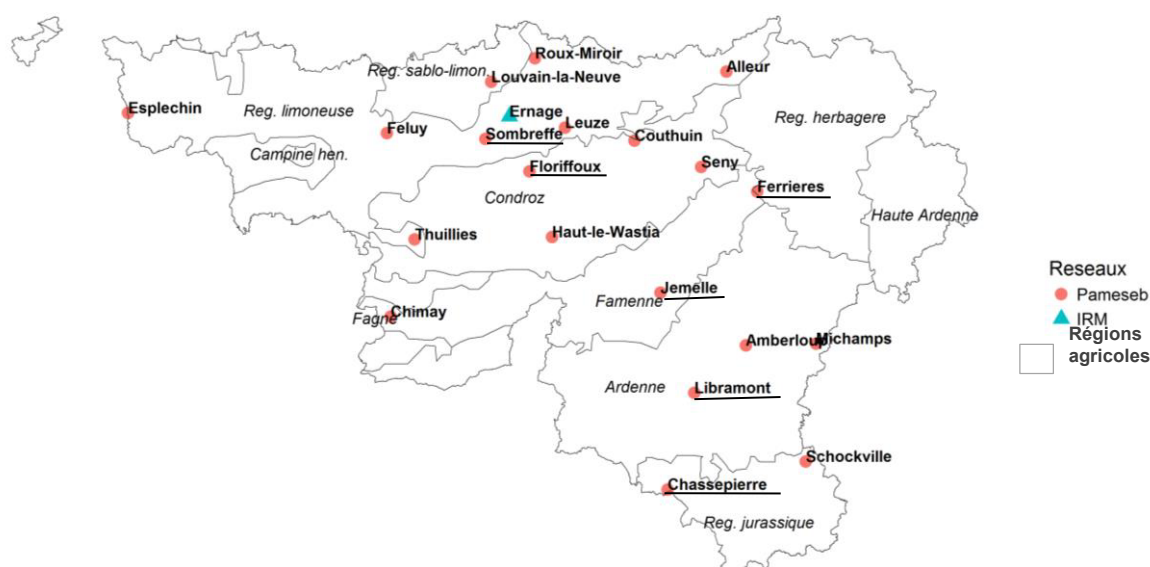 Roux-Miroir
Reg. sablo-limon.
Louvain-la-Neuve
Alleur
Esplechin
Reg. limoneuse
Ernage
Reg. herbagere
Feluy
Leuze
Sombreffe
Couthuin
Campine hen.
Floriffoux
Seny
Condroz
Ferrieres
Haute Ardenne
Thuillies
Haut-le-Wastia
Reseaux
Jemelle
Pameseb
Famenne
Chimay
Fagne
IRM
Régions
agricoles
Amberloup
Michamps
Ardenne
Libramont
Schockville
Chassepierre
Reg. jurassique